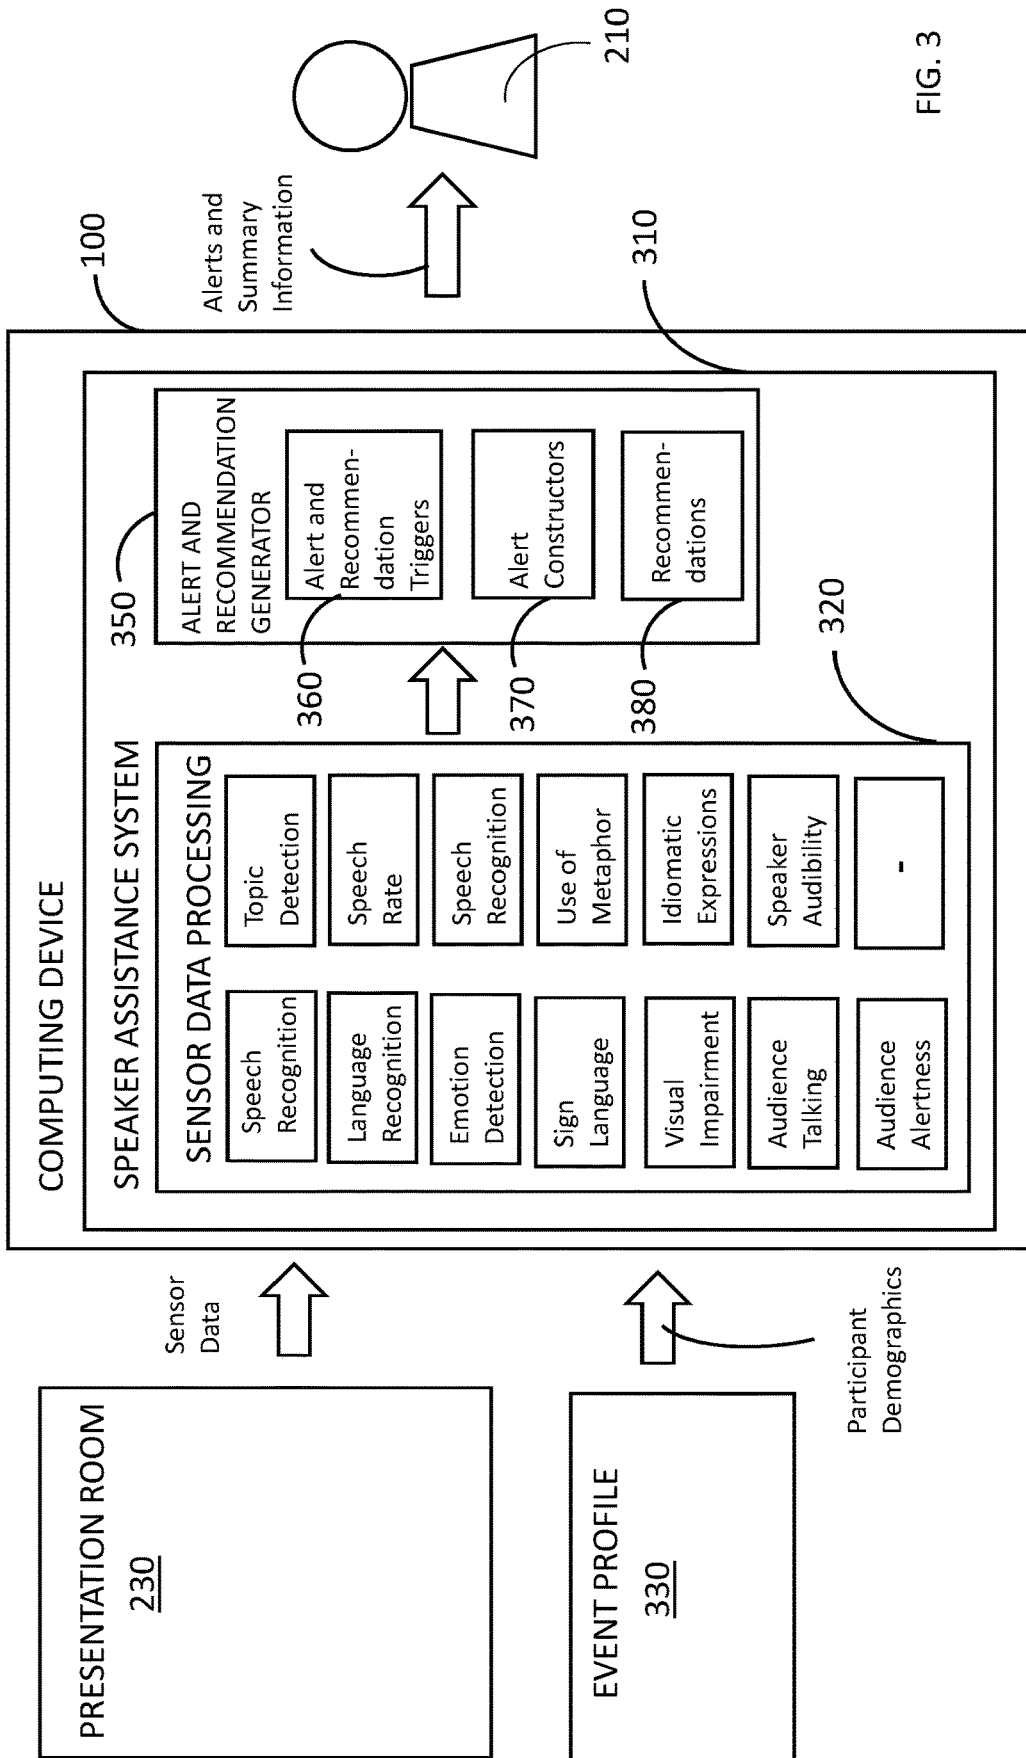 PRESENTATION ROOM
230
EVENT PROFILE
330
Sensor
Data
Participant
Demographics
COMPUTING DEVICE
SPEAKER ASSISTANCE SYSTEM
SENSOR DATA PROCESSING
Speech
Recognition
Language
Recognition
Emotion
Detection
Sign
Language
Visual
Impairment
Audience
Talking
Audience
Alertness
Topic
Detection
Speech
Rate
Speech
Recognition
Use of
Metaphor
Idiomatic
Expressions
Speaker
Audibility
-
320
350
ALERT AND
RECOMMENDATION
GENERATOR
Alert and
Recommen-
dation
Triggers
360
Alert
Constructors
370
Recommen-
dations
380
310
100
Alerts and
Summary
Information
210
FIG. 3